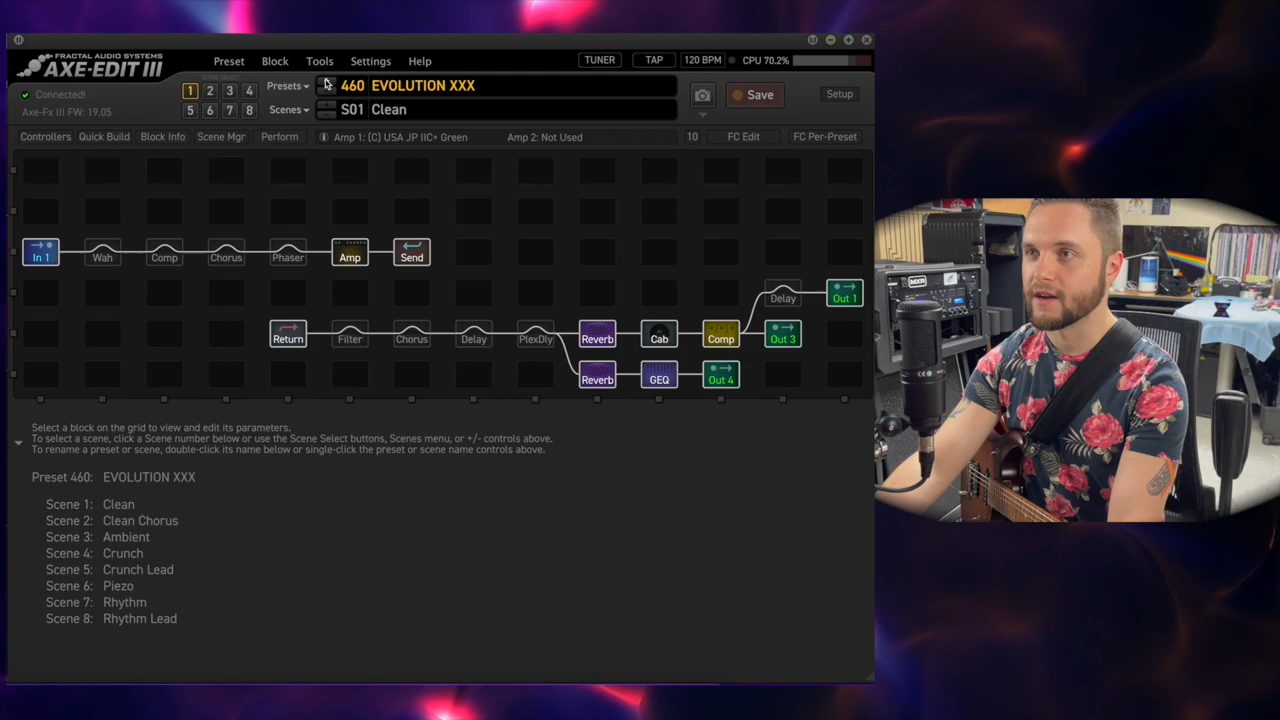 FRACTAL AUDIO SYSTEMS
AXE-EDIT III
Connected!
Axe-Fx III FW: 19.05
Preset Block Tools Settings Help
TUNER TAP 120 BPM CPU 70.2%
SCENE SELECT
1 2 3 4
5 6 7 8
Presets 460 EVOLUTION XXX
Scenes S01 Clean
Save Setup
Controllers Quick Build Block Info Scene Mgr Perform Amp 1: (C) USA JP IIC+ Green Amp 2: Not Used 10 FC Edit FC Per-Preset
In 1 Wah Comp Chorus Phaser Amp Send
Delay Out 1
Return Filter Chorus Delay PlexDly Reverb Cab Comp Out 3
Reverb GEQ Out 4
Select a block on the grid to view and edit its parameters.
To select a scene, click a Scene number below or use the Scene Select buttons, Scenes menu, or +/- controls above.
To rename a preset or scene, double-click its name below or single-click the preset or scene name controls above.
Preset 460: EVOLUTION XXX
Scene 1: Clean
Scene 2: Clean Chorus
Scene 3: Ambient
Scene 4: Crunch
Scene 5: Crunch Lead
Scene 6: Piezo
Scene 7: Rhythm
Scene 8: Rhythm Lead
MXR